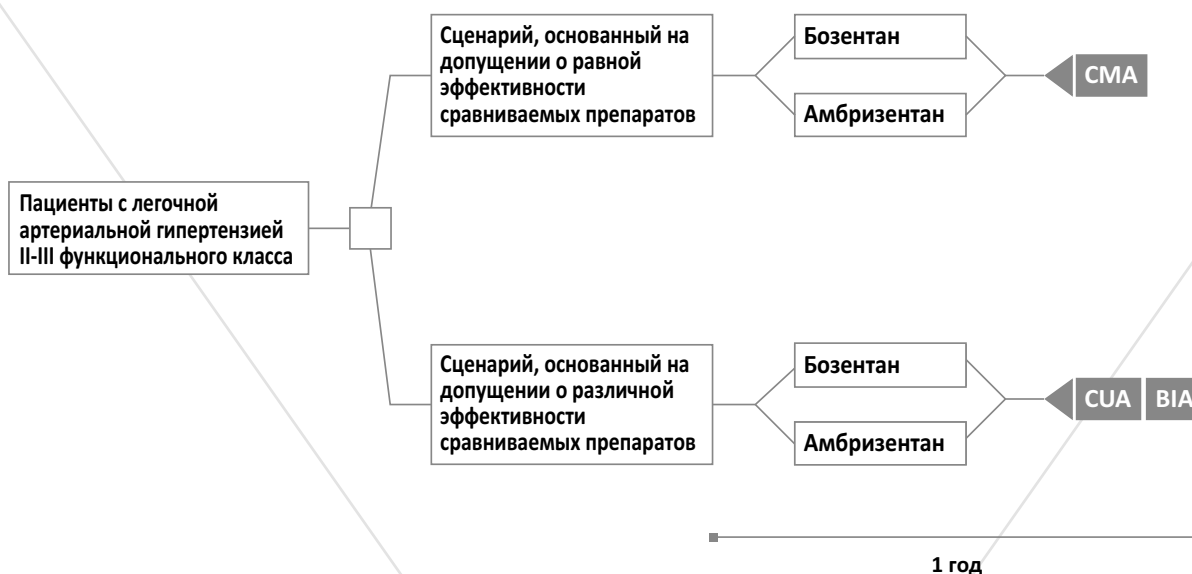 Пациенты с легочной
артериальной гипертензией
II-III функционального класса
Сценарий, основанный на
допущении о равной
эффективности
сравниваемых препаратов
Бозентан
Амбризентан
СМА
Сценарий, основанный на
допущении о различной
эффективности
сравниваемых препаратов
Бозентан
Амбризентан
CUA
BIA
1 год